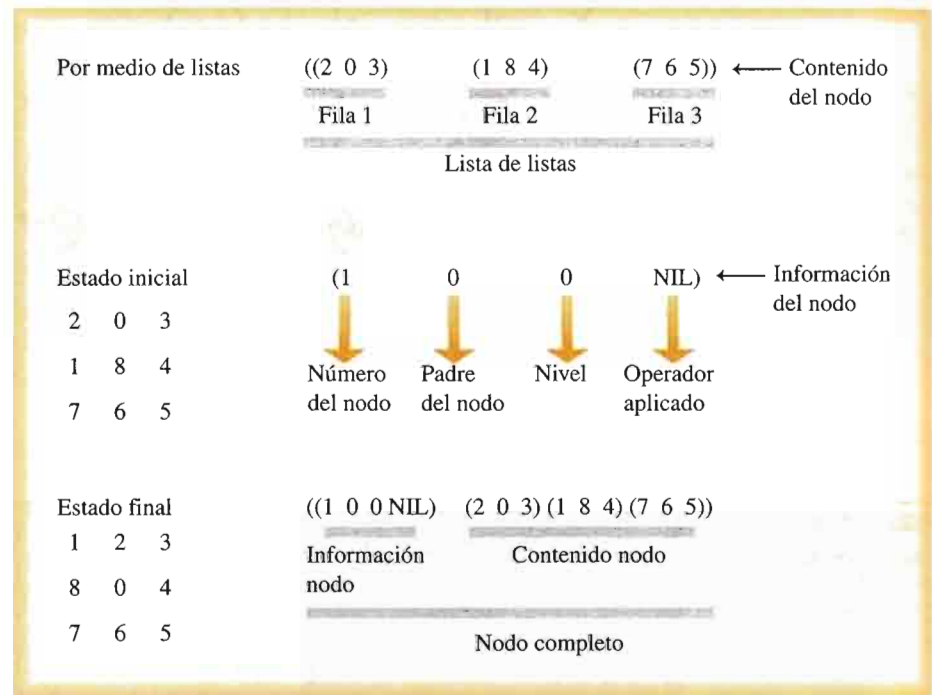 Por medio de listas ((2 0 3) (1 8 4) (7 6 5)) Contenido
del nodo
Fila 1 Fila 2 Fila 3
Lista de listas
Estado inicial (1 0 0 NIL) Información
del nodo
2 0 3
1 8 4
7 6 5
Número Padre Nivel Operador
del nodo del nodo aplicado
Estado final ((1 0 0 NIL) (2 0 3) (1 8 4) (7 6 5))
1 2 3
8 0 4
7 6 5
Información Contenido nodo
nodo
Nodo completo